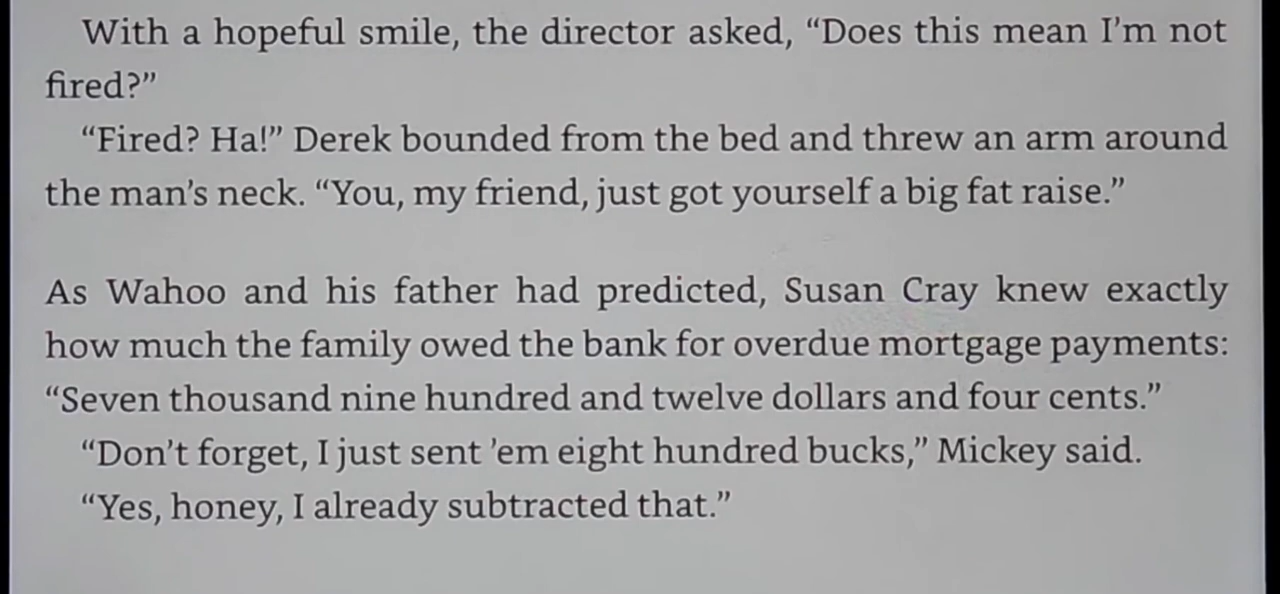 With a hopeful smile, the director asked, “Does this mean I’m not
fired?”
“Fired? Ha!” Derek bounded from the bed and threw an arm around
the man’s neck. “You, my friend, just got yourself a big fat raise.”
As Wahoo and his father had predicted, Susan Cray knew exactly
how much the family owed the bank for overdue mortgage payments:
“Seven thousand nine hundred and twelve dollars and four cents.”
“Don’t forget, I just sent ’em eight hundred bucks,” Mickey said.
“Yes, honey, I already subtracted that.”